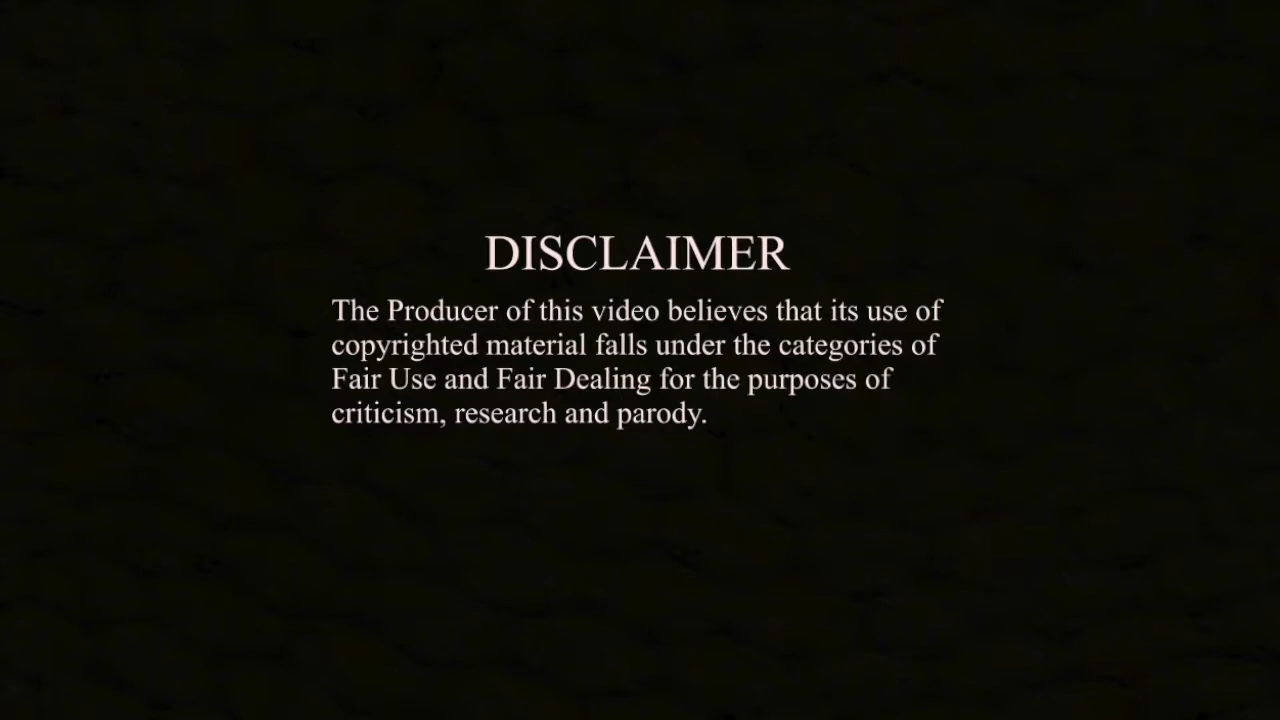 DISCLAIMER
The Producer of this video believes that its use of
copyrighted material falls under the categories of
Fair Use and Fair Dealing for the purposes of
criticism, research and parody.